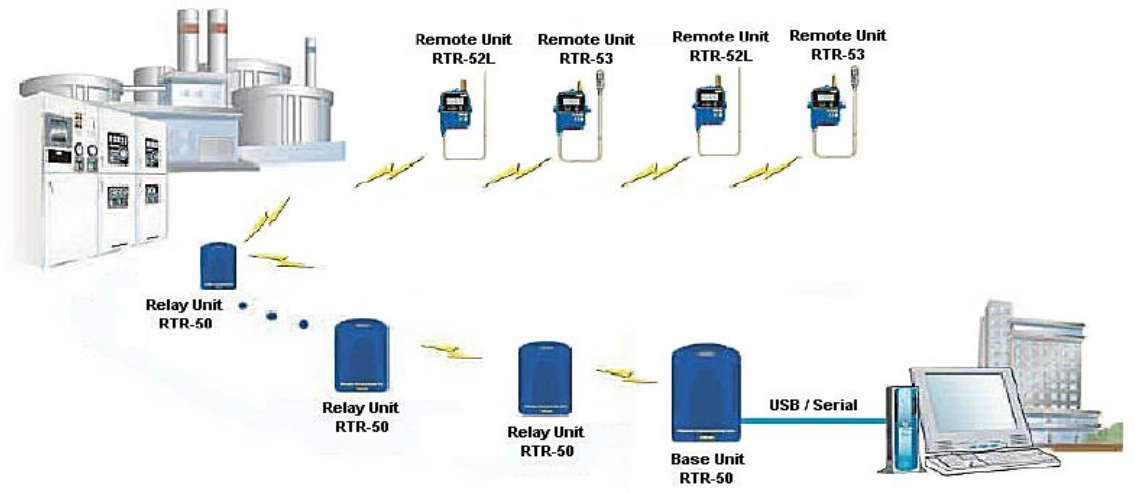 Remote Unit
RTR-52L
Remote Unit
RTR-53
Remote Unit
RTR-52L
Remote Unit
RTR-53
Relay Unit
RTR-50
Relay Unit
RTR-50
Relay Unit
RTR-50
Base Unit
RTR-50
USB / Serial